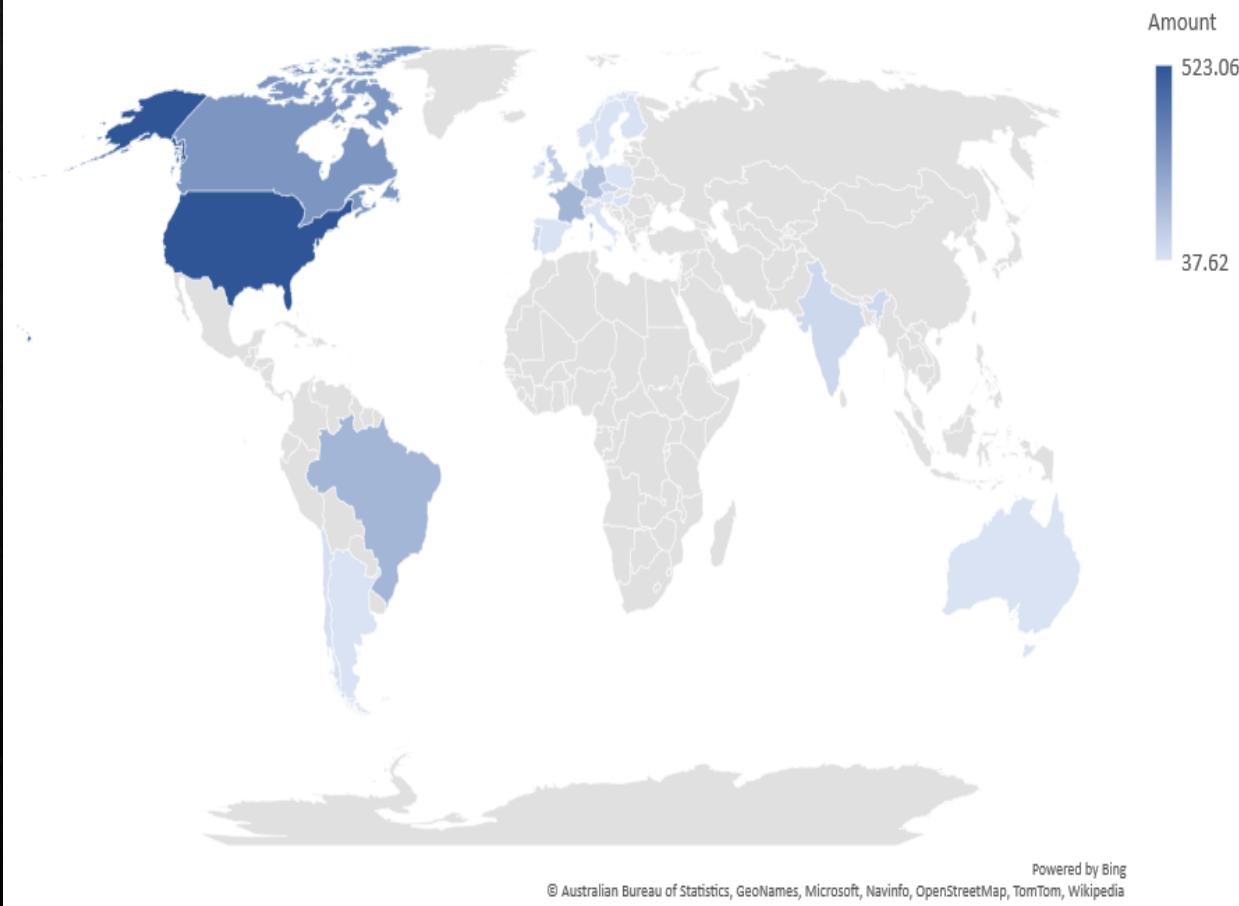 Amount
523.06
37.62
Powered by Bing
© Australian Bureau of Statistics, GeoNames, Microsoft, Navinfo, OpenStreetMap, TomTom, Wikipedia